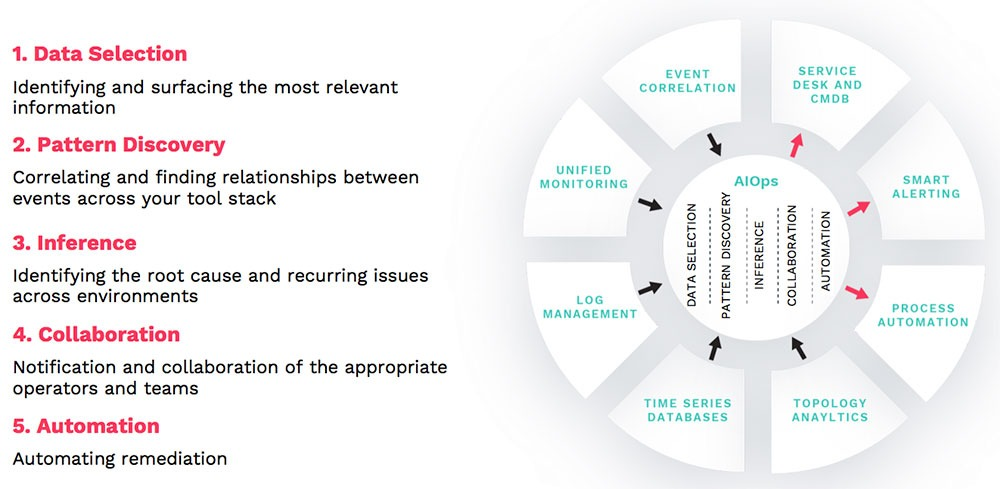 1. Data Selection
Identifying and surfacing the most relevant
information
2. Pattern Discovery
Correlating and finding relationships between
events across your tool stack
3. Inference
Identifying the root cause and recurring issues
across environments
4. Collaboration
Notification and collaboration of the appropriate
operators and teams
5. Automation
Automating remediation
EVENT
CORRELATION
SERVICE
DESK AND
CMDB
UNIFIED
MONITORING
SMART
ALERTING
AIOps
DATA SELECTION
PATTERN DISCOVERY
INFERENCE
COLLABORATION
AUTOMATION
LOG
MANAGEMENT
PROCESS
AUTOMATION
TIME SERIES
DATABASES
TOPOLOGY
ANAYLTICS